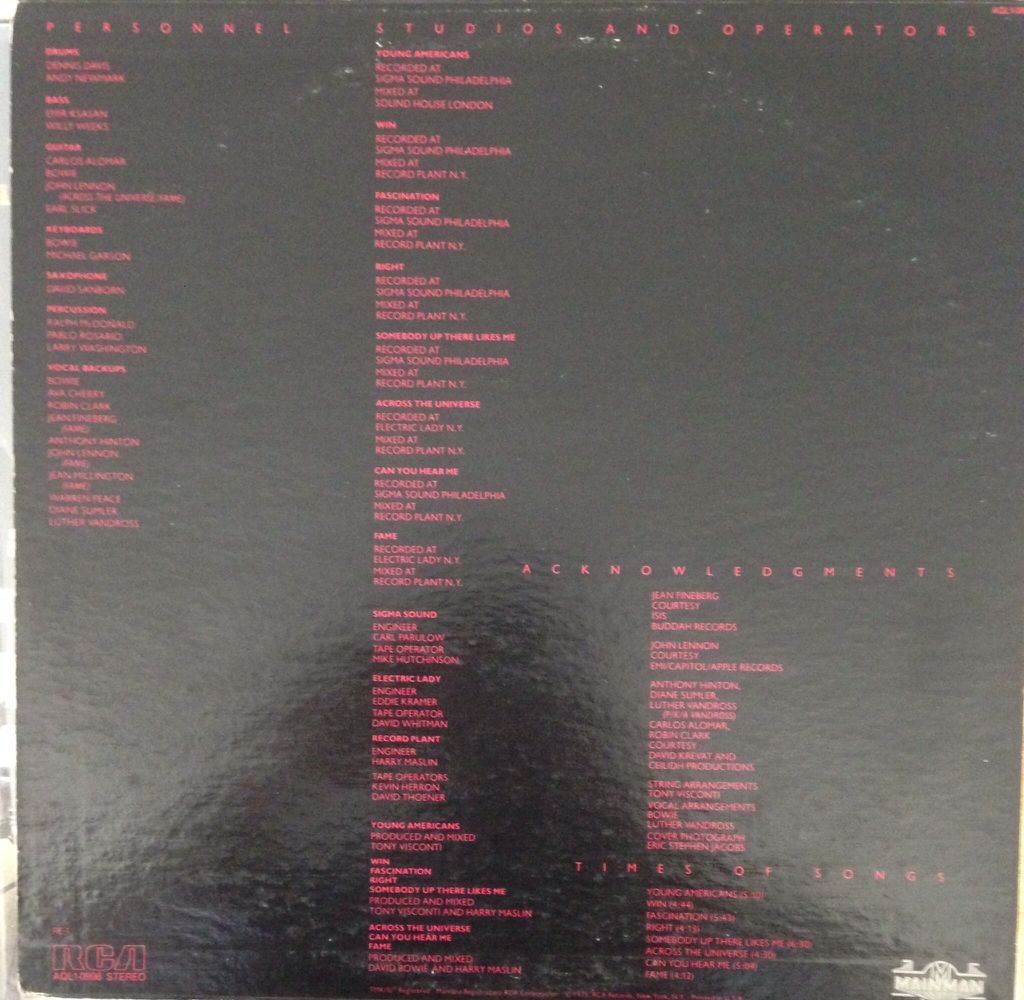 PERSONNEL
DRUMS
DENNIS DAVIS
ANDY NEWMARK
BASS
EMIR KSASAN
WILLY WEEKS
GUITAR
CARLOS ALOMAR
BOWIE
JOHN LENNON
(ACROSS THE UNIVERSE/FAME)
EARL SLICK
KEYBOARDS
BOWIE
MICHAEL GARSON
SAXOPHONE
DAVID SANBORN
PERCUSSION
RALPH McDONALD
PABLO ROSARIO
LARRY WASHINGTON
VOCAL BACKUPS
BOWIE
AVA CHERRY
ROBIN CLARK
JEAN FINEBERG
(FAME)
ANTHONY HINTON
JOHN LENNON
(FAME)
JEAN MILLINGTON
(FAME)
WARREN PEACE
DIANE SUMLER
LUTHER VANDROSS
STUDIOS AND OPERATORS
YOUNG AMERICANS
RECORDED AT
SIGMA SOUND PHILADELPHIA
MIXED AT
SOUND HOUSE LONDON
WIN
RECORDED AT
SIGMA SOUND PHILADELPHIA
MIXED AT
RECORD PLANT N.Y.
FASCINATION
RECORDED AT
SIGMA SOUND PHILADELPHIA
MIXED AT
RECORD PLANT N.Y.
RIGHT
RECORDED AT
SIGMA SOUND PHILADELPHIA
MIXED AT
RECORD PLANT N.Y.
SOMEBODY UP THERE LIKES ME
RECORDED AT
SIGMA SOUND PHILADELPHIA
MIXED AT
RECORD PLANT N.Y.
ACROSS THE UNIVERSE
RECORDED AT
ELECTRIC LADY N.Y.
MIXED AT
RECORD PLANT N.Y.
CAN YOU HEAR ME
RECORDED AT
SIGMA SOUND PHILADELPHIA
MIXED AT
RECORD PLANT N.Y.
FAME
RECORDED AT
ELECTRIC LADY N.Y.
MIXED AT
RECORD PLANT N.Y.
SIGMA SOUND
ENGINEER
CARL PARULOW
TAPE OPERATOR
MIKE HUTCHINSON
ELECTRIC LADY
ENGINEER
EDDIE KRAMER
TAPE OPERATOR
DAVID WHITMAN
RECORD PLANT
ENGINEER
HARRY MASLIN
TAPE OPERATORS
KEVIN HERRON
DAVID THOENER
YOUNG AMERICANS
PRODUCED AND MIXED
TONY VISCONTI
WIN
FASCINATION
RIGHT
SOMEBODY UP THERE LIKES ME
PRODUCED AND MIXED
TONY VISCONTI AND HARRY MASLIN
ACROSS THE UNIVERSE
CAN YOU HEAR ME
FAME
PRODUCED AND MIXED
DAVID BOWIE AND HARRY MASLIN
ACKNOWLEDGMENTS
JEAN FINEBERG
COURTESY
ISIS
BUDDAH RECORDS
JOHN LENNON
COURTESY
EMI/CAPITOL/APPLE RECORDS
ANTHONY HINTON,
DIANE SUMLER,
LUTHER VANDROSS
(P/K/A VANDROSS)
CARLOS ALOMAR,
ROBIN CLARK
COURTESY
DAVID KREVAT AND
CEILIDH PRODUCTIONS
STRING ARRANGEMENTS
TONY VISCONTI
VOCAL ARRANGEMENTS
BOWIE
LUTHER VANDROSS
COVER PHOTOGRAPH
ERIC STEPHEN JACOBS
TIMES OF SONGS
YOUNG AMERICANS (5:10)
WIN (4:44)
FASCINATION (5:43)
RIGHT (4:13)
SOMEBODY UP THERE LIKES ME (6:30)
ACROSS THE UNIVERSE (4:30)
CAN YOU HEAR ME (5:04)
FAME (4:12)
RE-1
RCA
AQL1-0998 STEREO
MAINMAN